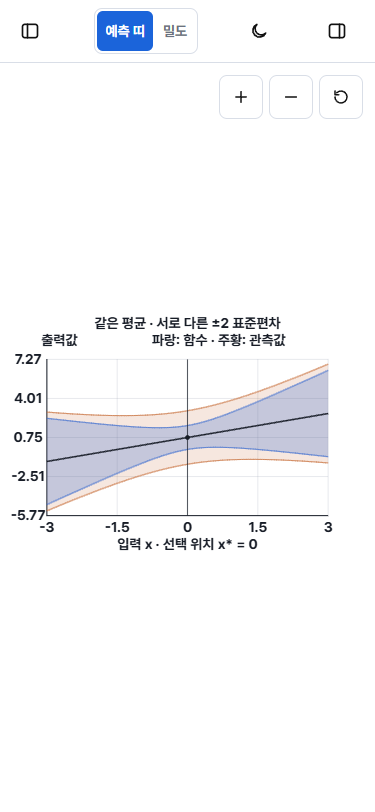 예측 띠 밀도
같은 평균 · 서로 다른 ±2 표준편차
출력값 파랑: 함수 · 주황: 관측값
7.27
4.01
0.75
-2.51
-5.77
-3 -1.5 0 1.5 3
입력 x · 선택 위치 x* = 0